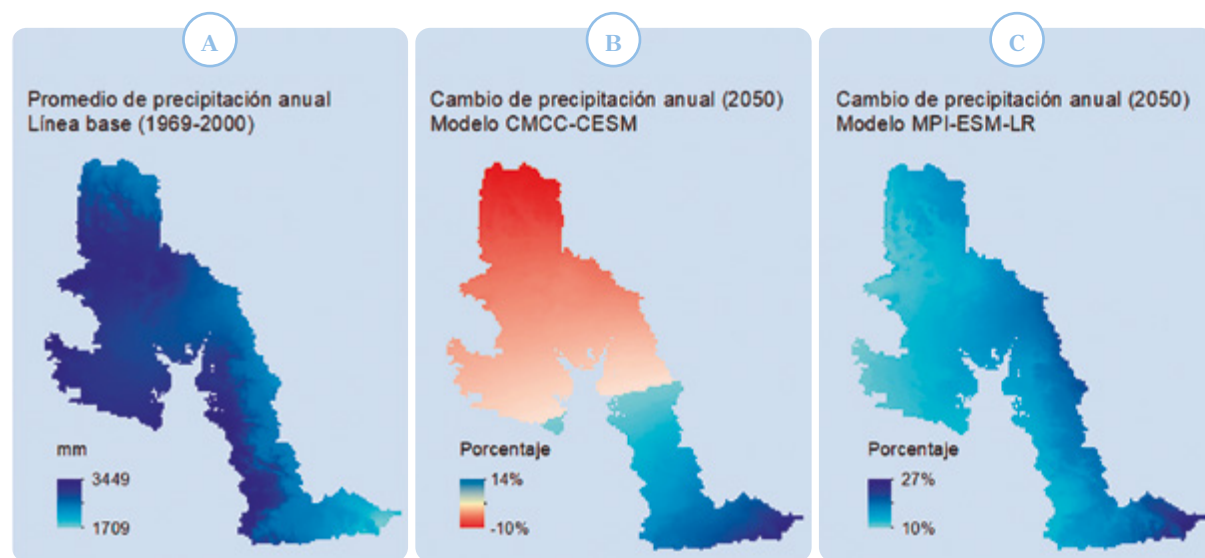 A
Promedio de precipitación anual
Línea base (1969-2000)
mm
3449
1709
B
Cambio de precipitación anual (2050)
Modelo CMCC-CESM
Porcentaje
14%
-10%
C
Cambio de precipitación anual (2050)
Modelo MPI-ESM-LR
Porcentaje
27%
10%